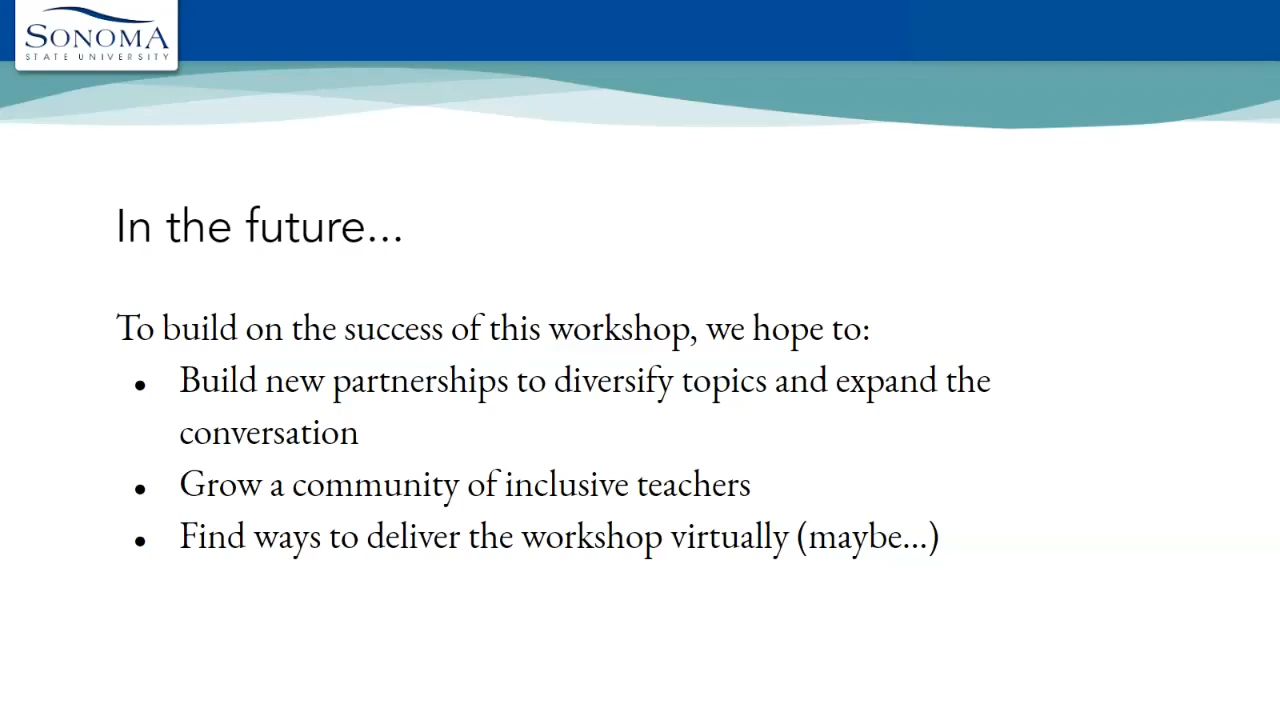 SONOMA
STATE UNIVERSITY
In the future...
To build on the success of this workshop, we hope to:
● Build new partnerships to diversify topics and expand the
conversation
● Grow a community of inclusive teachers
● Find ways to deliver the workshop virtually (maybe...)